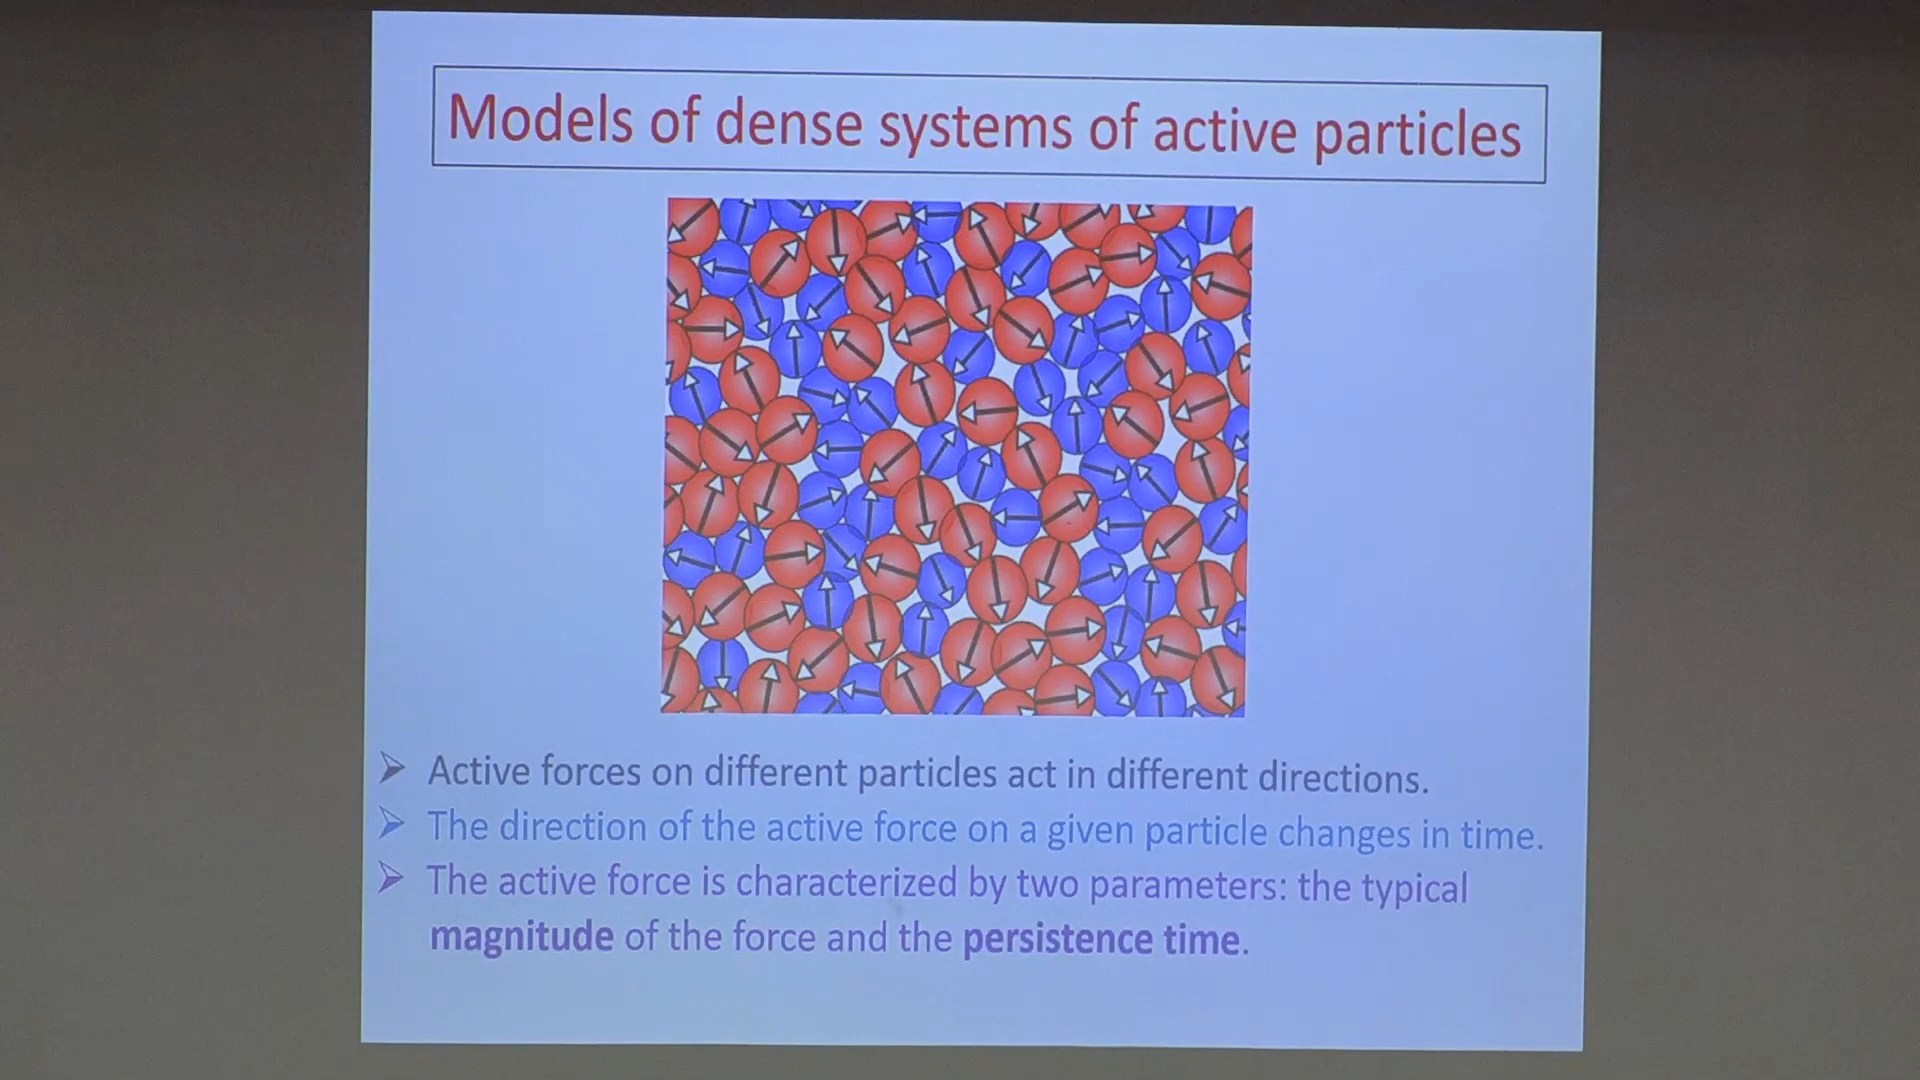 Models of dense systems of active particles
Active forces on different particles act in different directions.
The direction of the active force on a given particle changes in time.
The active force is characterized by two parameters: the typical
magnitude of the force and the persistence time.